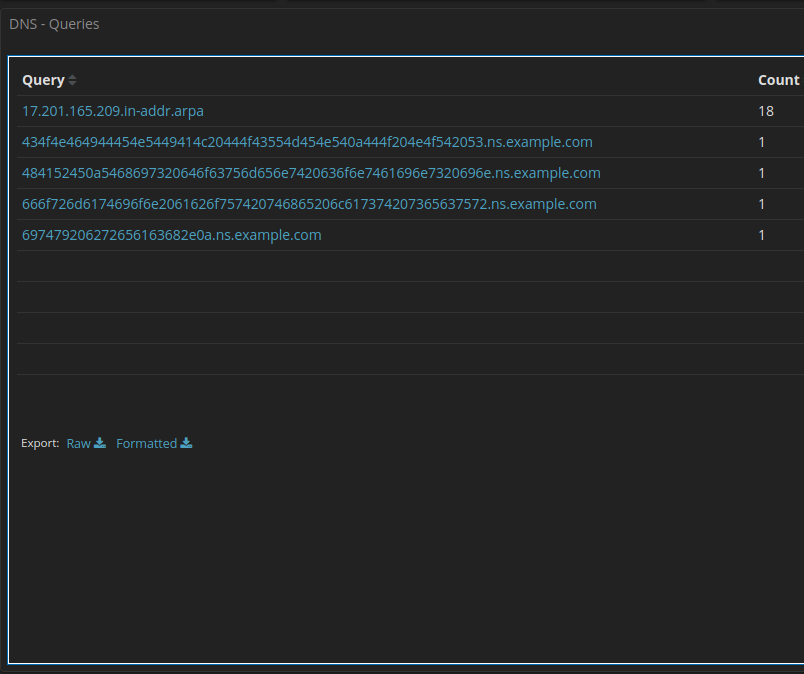 DNS - Queries
Query Count
17.201.165.209.in-addr.arpa 18
434f4e464944454e5449414c20444f43554d454e540a444f204e4f542053.ns.example.com 1
484152450a5468697320646f63756d656e7420636f6e7461696e7320696e.ns.example.com 1
666f726d6174696f6e2061626f757420746865206c617374207365637572.ns.example.com 1
697479206272656163682e0a.ns.example.com 1
Export: Raw Formatted